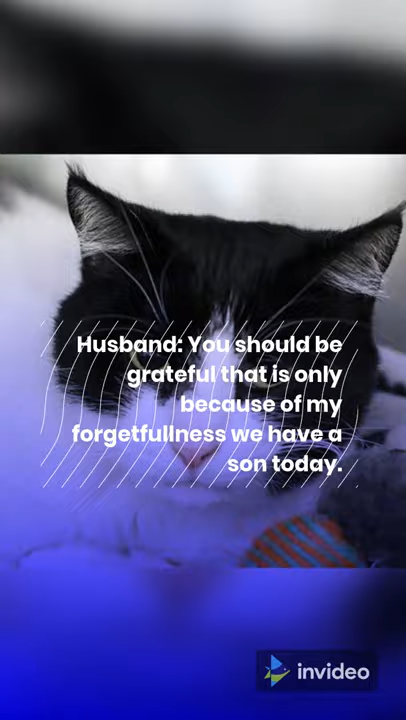 Husband: You should be
grateful that is only
because of my
forgetfullness we have a
son today.
invideo